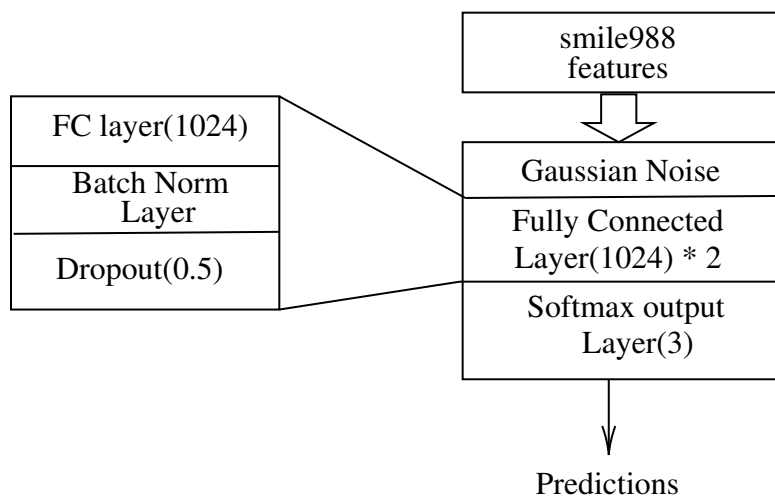 smile988
features
FC layer(1024)
Batch Norm
Layer
Dropout(0.5)
Gaussian Noise
Fully Connected
Layer(1024) * 2
Softmax output
Layer(3)
Predictions